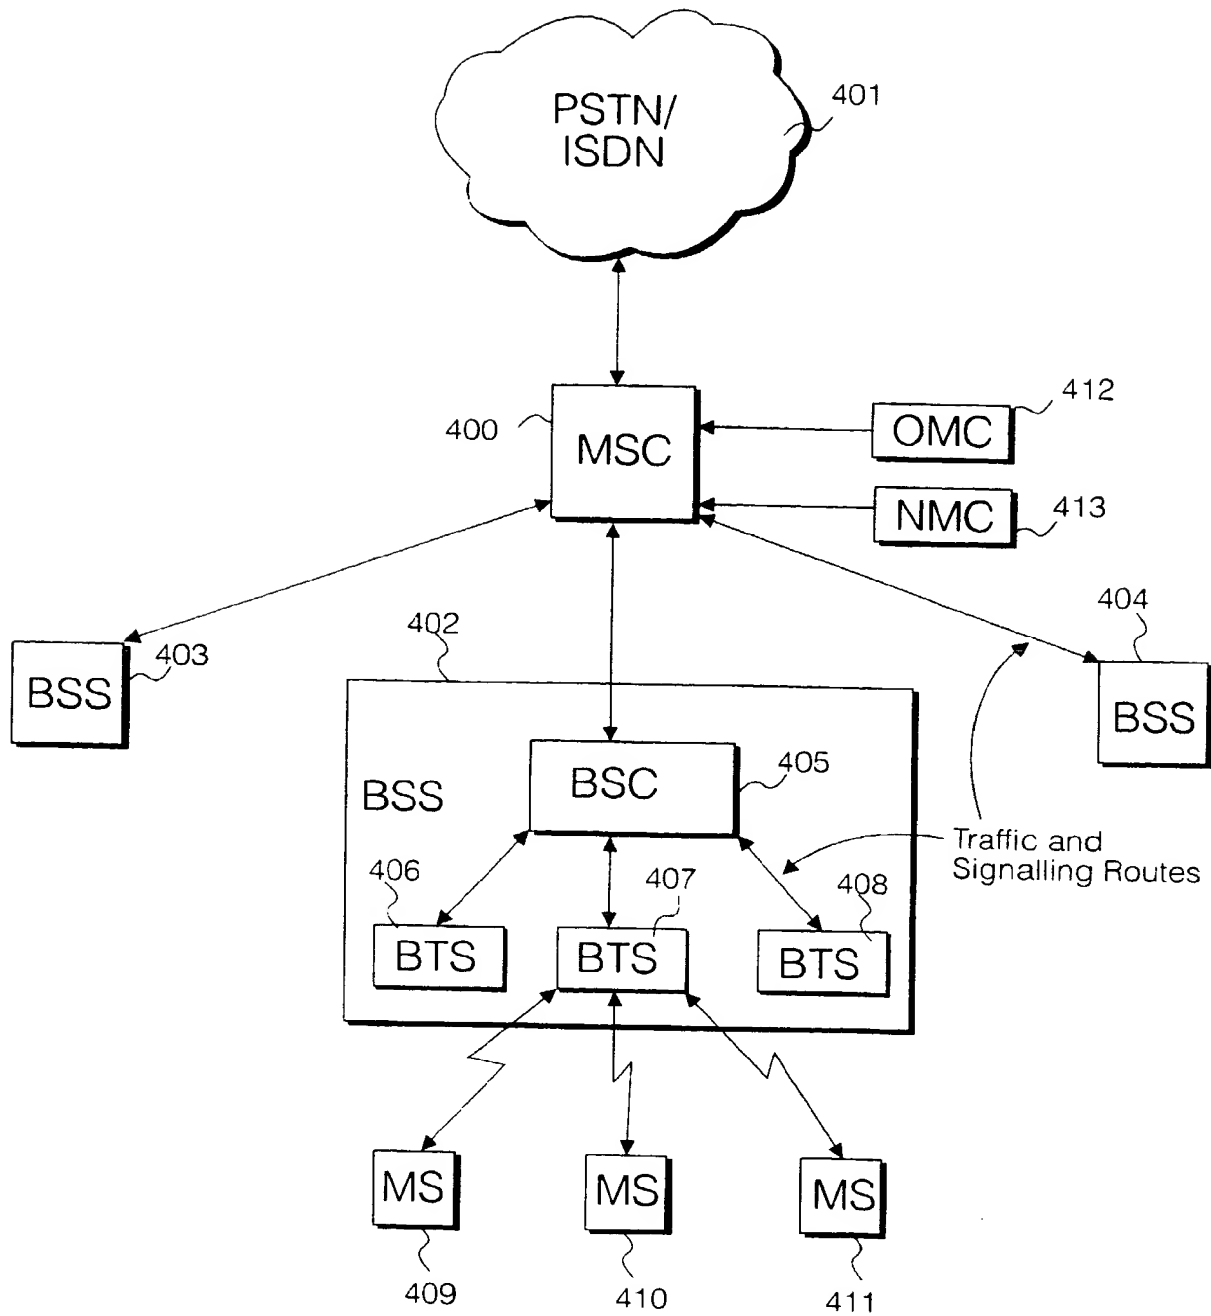 PSTN/
ISDN
401
412
400
MSC
OMC
NMC
413
404
402
403
BSS
BSS
BSC
405
BSS
Traffic and
Signalling Routes
406
407
408
BTS
BTS
BTS
MS
MS
MS
409
410
411